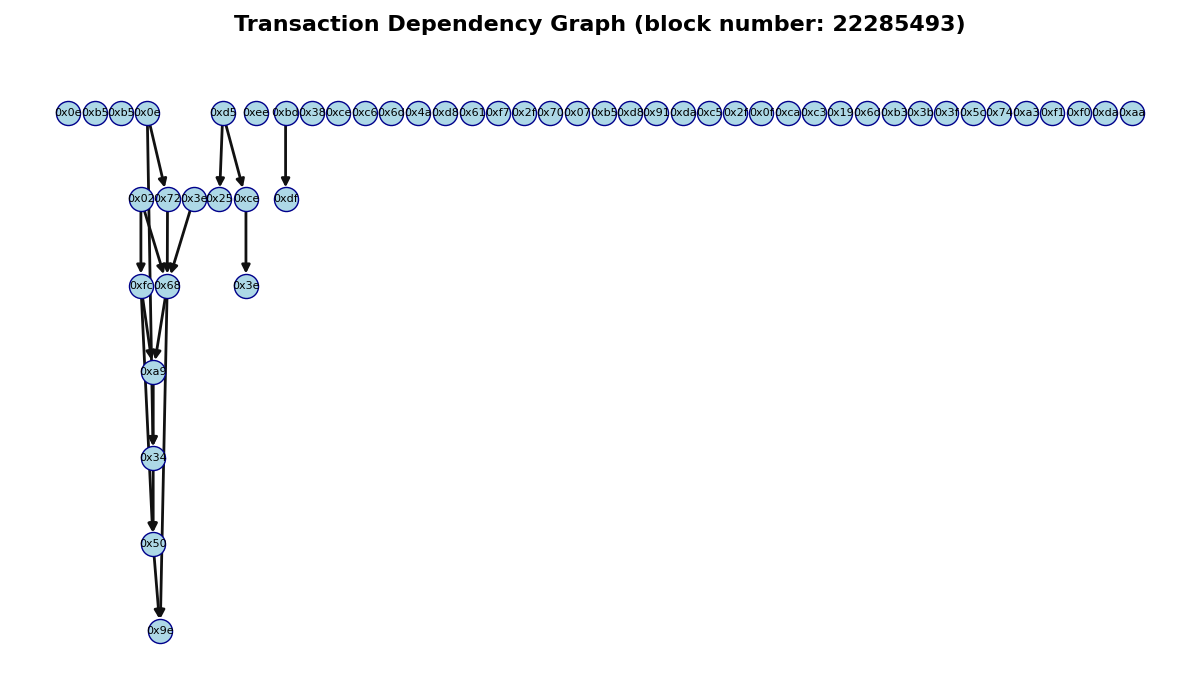 Transaction Dependency Graph (block number: 22285493)
0x0e 0xb5 0xb5 0x0e 0xd5 0xee 0xbd 0x38 0xce 0xc6 0x6d 0x4a 0xd8 0x61 0xf7 0x2f 0x70 0x07 0xb5 0xd8 0x91 0xda 0xc5 0x2f 0x0f 0xca 0xc3 0x19 0x6d 0xb3 0x3b 0x3f 0x5c 0x74 0xa3 0xf1 0xf0 0xda 0xaa
0x02 0x72 0x3e 0x25 0xce 0xdf
0xfc 0x68 0x3e
0xa9
0x34
0x50
0x9e